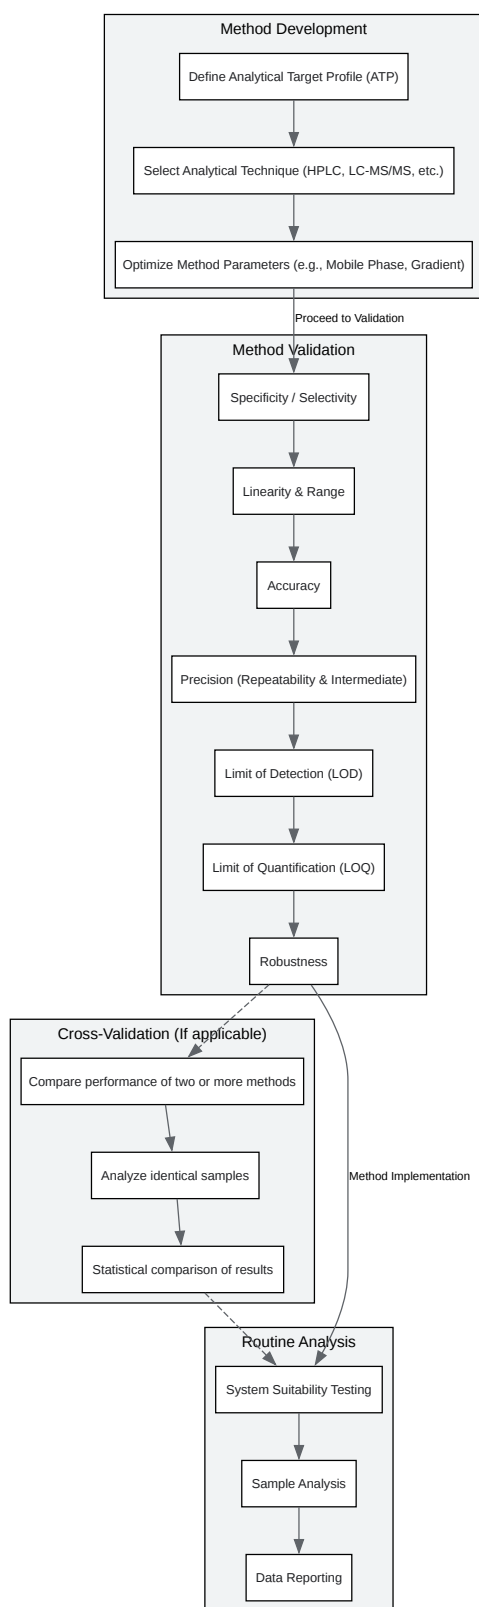 Method Development
Define Analytical Target Profile (ATP)
Select Analytical Technique (HPLC, LC-MS/MS, etc.)
Optimize Method Parameters (e.g., Mobile Phase, Gradient)
Proceed to Validation
Method Validation
Specificity / Selectivity
Linearity & Range
Accuracy
Precision (Repeatability & Intermediate)
Limit of Detection (LOD)
Limit of Quantification (LOQ)
Robustness
Cross-Validation (If applicable)
Compare performance of two or more methods
Analyze identical samples
Method Implementation
Statistical comparison of results
Routine Analysis
System Suitability Testing
Sample Analysis
Data Reporting